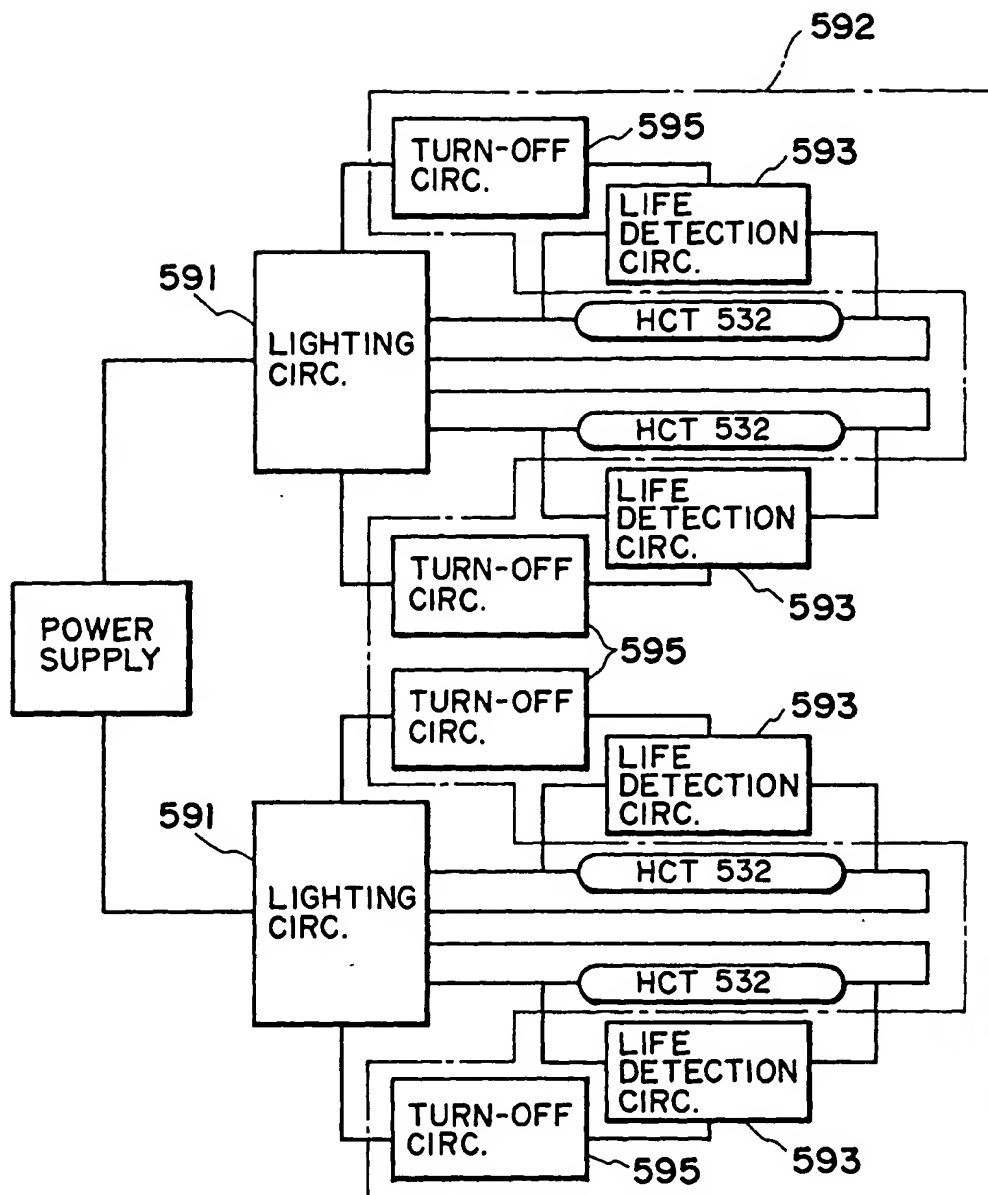 592
TURN-OFF
CIRC.
595
593
LIFE
DETECTION
CIRC.
591
LIGHTING
CIRC.
HCT 532
HCT 532
LIFE
DETECTION
CIRC.
TURN-OFF
CIRC.
593
POWER
SUPPLY
595
TURN-OFF
CIRC.
593
LIFE
DETECTION
CIRC.
591
LIGHTING
CIRC.
HCT 532
HCT 532
LIFE
DETECTION
CIRC.
TURN-OFF
CIRC.
593
595